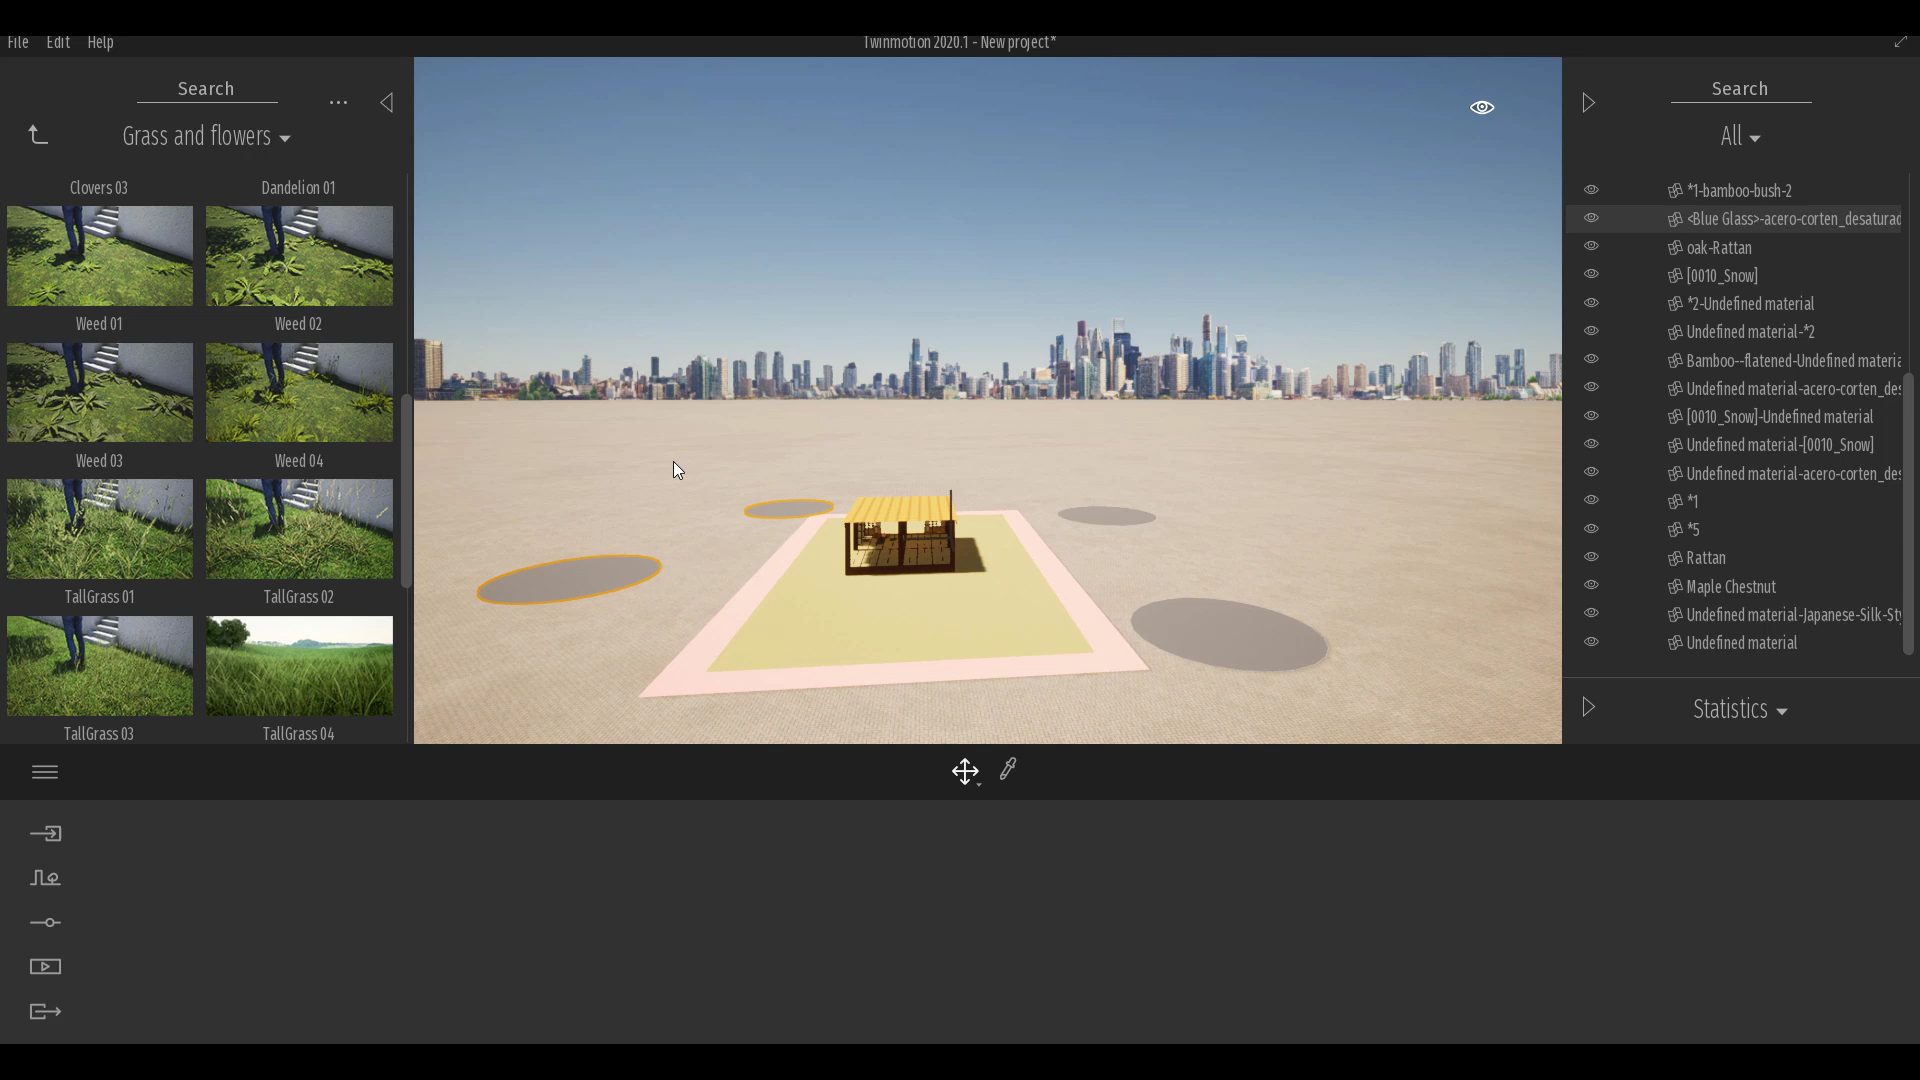 File Edit Help
Twinmotion 2020.1 - New project*
Search
Grass and flowers
Clovers 03 Dandelion 01
Weed 01 Weed 02
Weed 03 Weed 04
TallGrass 01 TallGrass 02
TallGrass 03 TallGrass 04
Search
All
*1-bamboo-bush-2
<Blue Glass>-acero-corten_desaturad
oak-Rattan
[0010_Snow]
*2-Undefined material
Undefined material-*2
Bamboo--flatened-Undefined materia
Undefined material-acero-corten_des
[0010_Snow]-Undefined material
Undefined material-[0010_Snow]
Undefined material-acero-corten_des
*1
*5
Rattan
Maple Chestnut
Undefined material-Japanese-Silk-Sty
Undefined material
Statistics